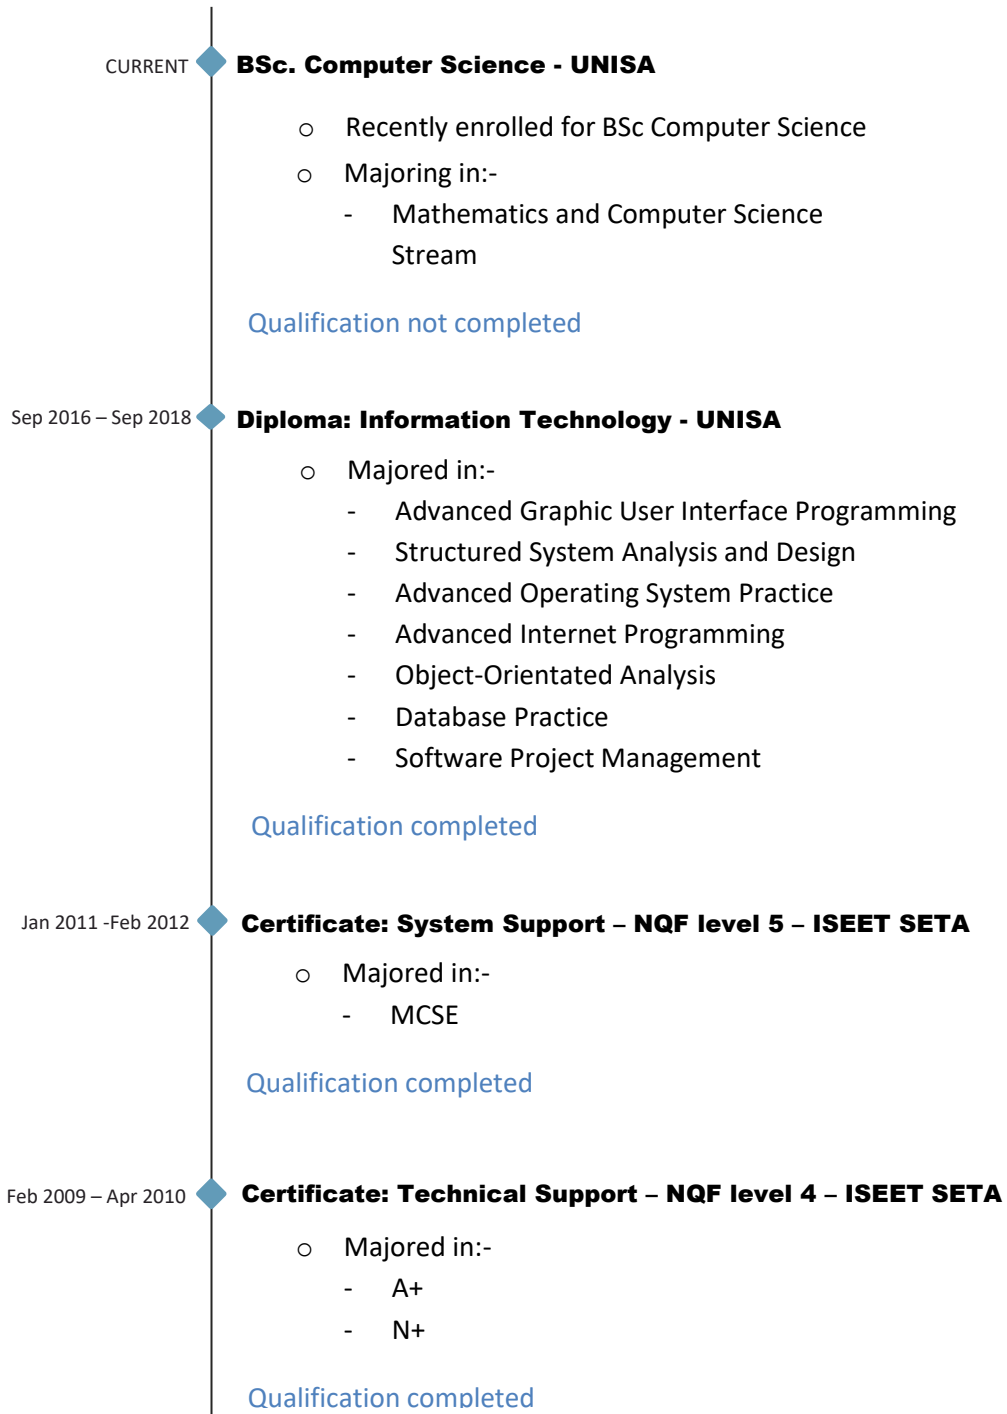 CURRENT
BSc. Computer Science - UNISA
o Recently enrolled for BSc Computer Science
o Majoring in:-
- Mathematics and Computer Science
Stream
Qualification not completed
Sep 2016 – Sep 2018
Diploma: Information Technology - UNISA
o Majored in:-
- Advanced Graphic User Interface Programming
- Structured System Analysis and Design
- Advanced Operating System Practice
- Advanced Internet Programming
- Object-Orientated Analysis
- Database Practice
- Software Project Management
Qualification completed
Jan 2011 -Feb 2012
Certificate: System Support – NQF level 5 – ISEET SETA
o Majored in:-
- MCSE
Qualification completed
Feb 2009 – Apr 2010
Certificate: Technical Support – NQF level 4 – ISEET SETA
o Majored in:-
- A+
- N+
Qualification completed